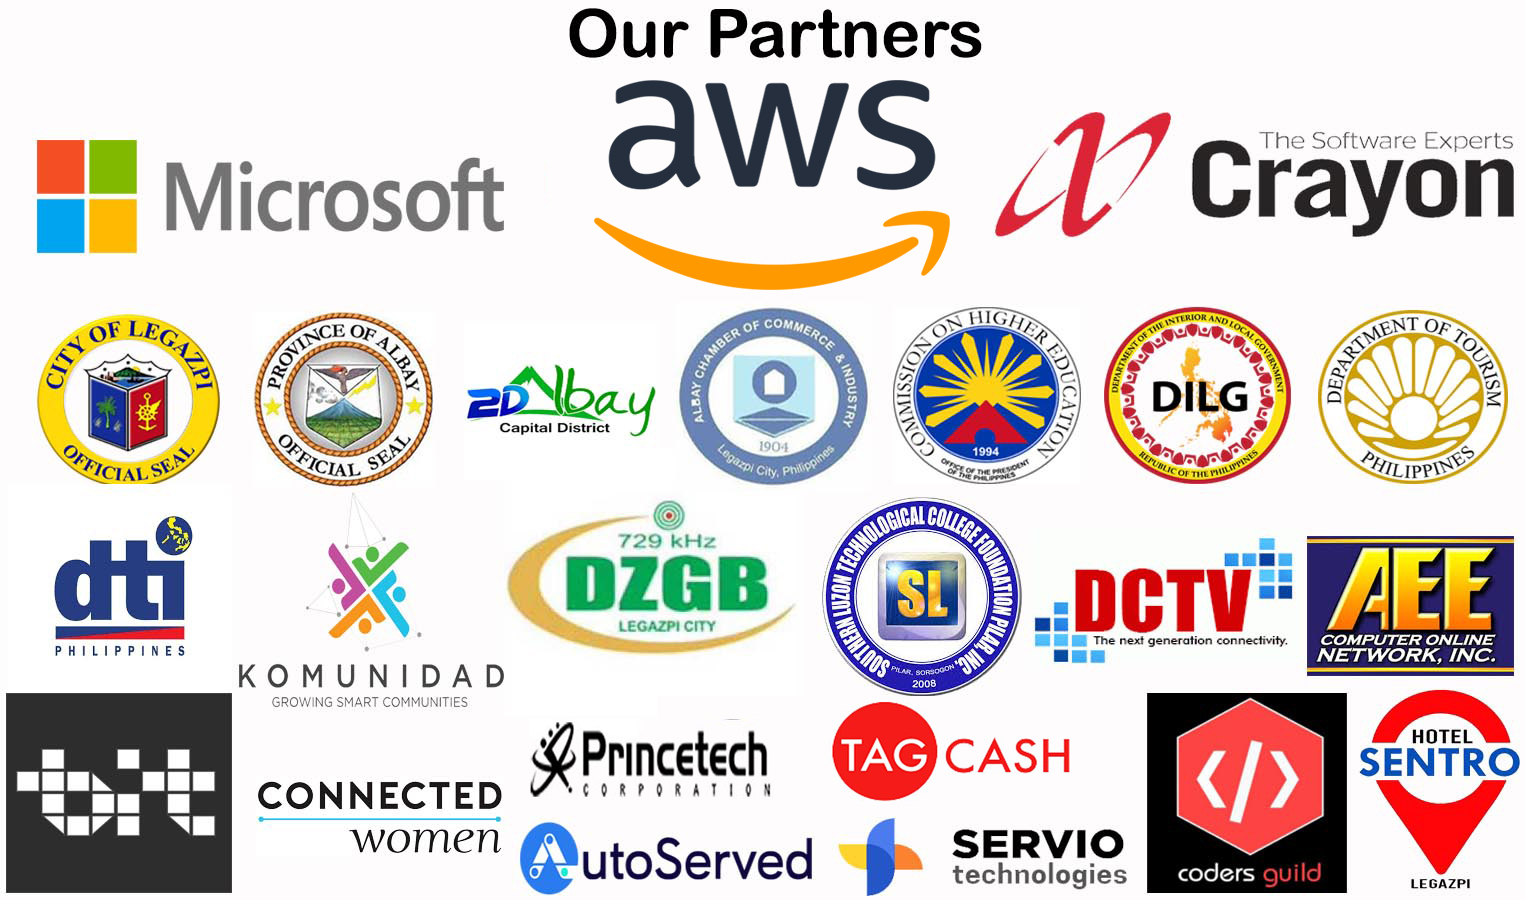 Our Partners
Microsoft
aws
The Software Experts
Crayon
CITY OF LEGAZPI
OFFICIAL SEAL
PROVINCE OF ALBAY
OFFICIAL SEAL
2D Albay
Capital District
ALBAY CHAMBER OF COMMERCE & INDUSTRY
1904
Legazpi City, Philippines
COMMISSION ON HIGHER EDUCATION
1994
OFFICE OF THE PRESIDENT
OF THE PHILIPPINES
DEPARTMENT OF THE INTERIOR AND LOCAL GOVERNMENT
DILG
REPUBLIC OF THE PHILIPPINES
DEPARTMENT OF TOURISM
PHILIPPINES
dti
PHILIPPINES
KOMUNIDAD
GROWING SMART COMMUNITIES
729 kHz
DZGB
LEGAZPI CITY
SOUTHERN LUZON TECHNOLOGICAL COLLEGE FOUNDATION PILAR, INC.
SL
PILAR, SORSOGON
2008
DCTV
The next generation connectivity.
AEE
COMPUTER ONLINE
NETWORK, INC.
CONNECTED
women
Princetech
CORPORATION
TAG CASH
AutoServed
SERVIO
technologies
</>
coders guild
HOTEL
SENTRO
LEGAZPI